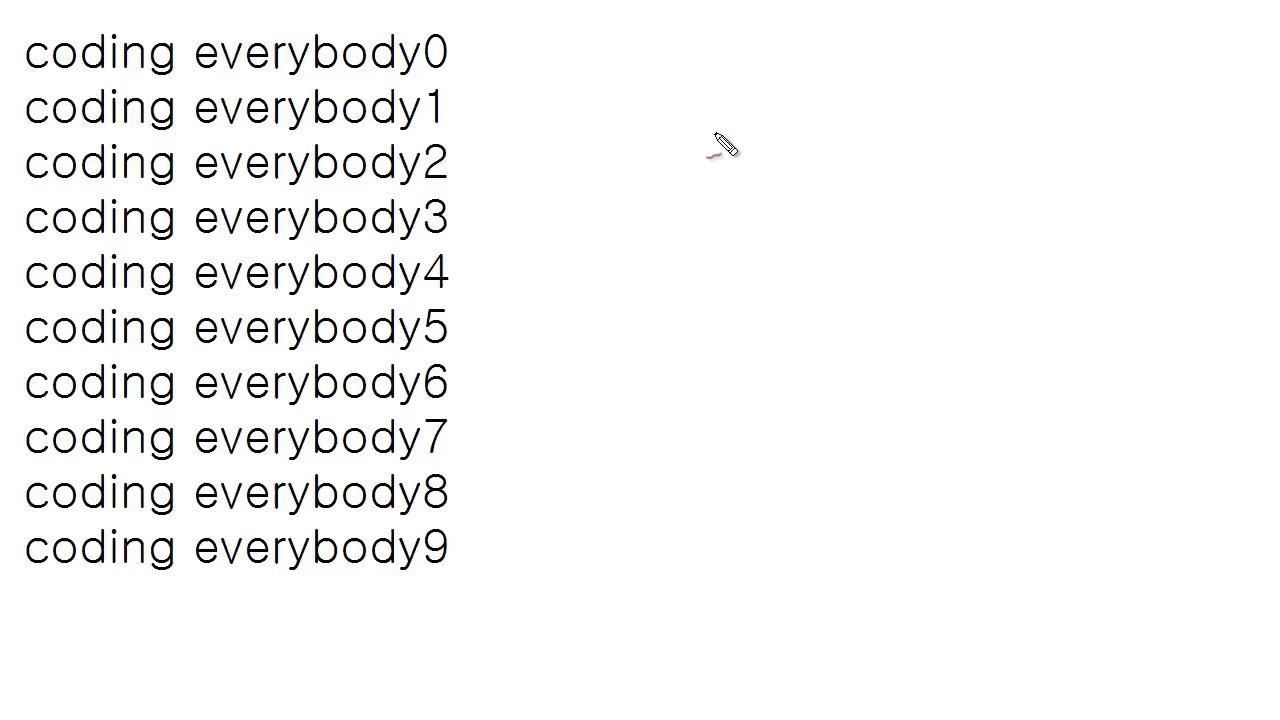 coding everybody0
coding everybody1
coding everybody2
coding everybody3
coding everybody4
coding everybody5
coding everybody6
coding everybody7
coding everybody8
coding everybody9